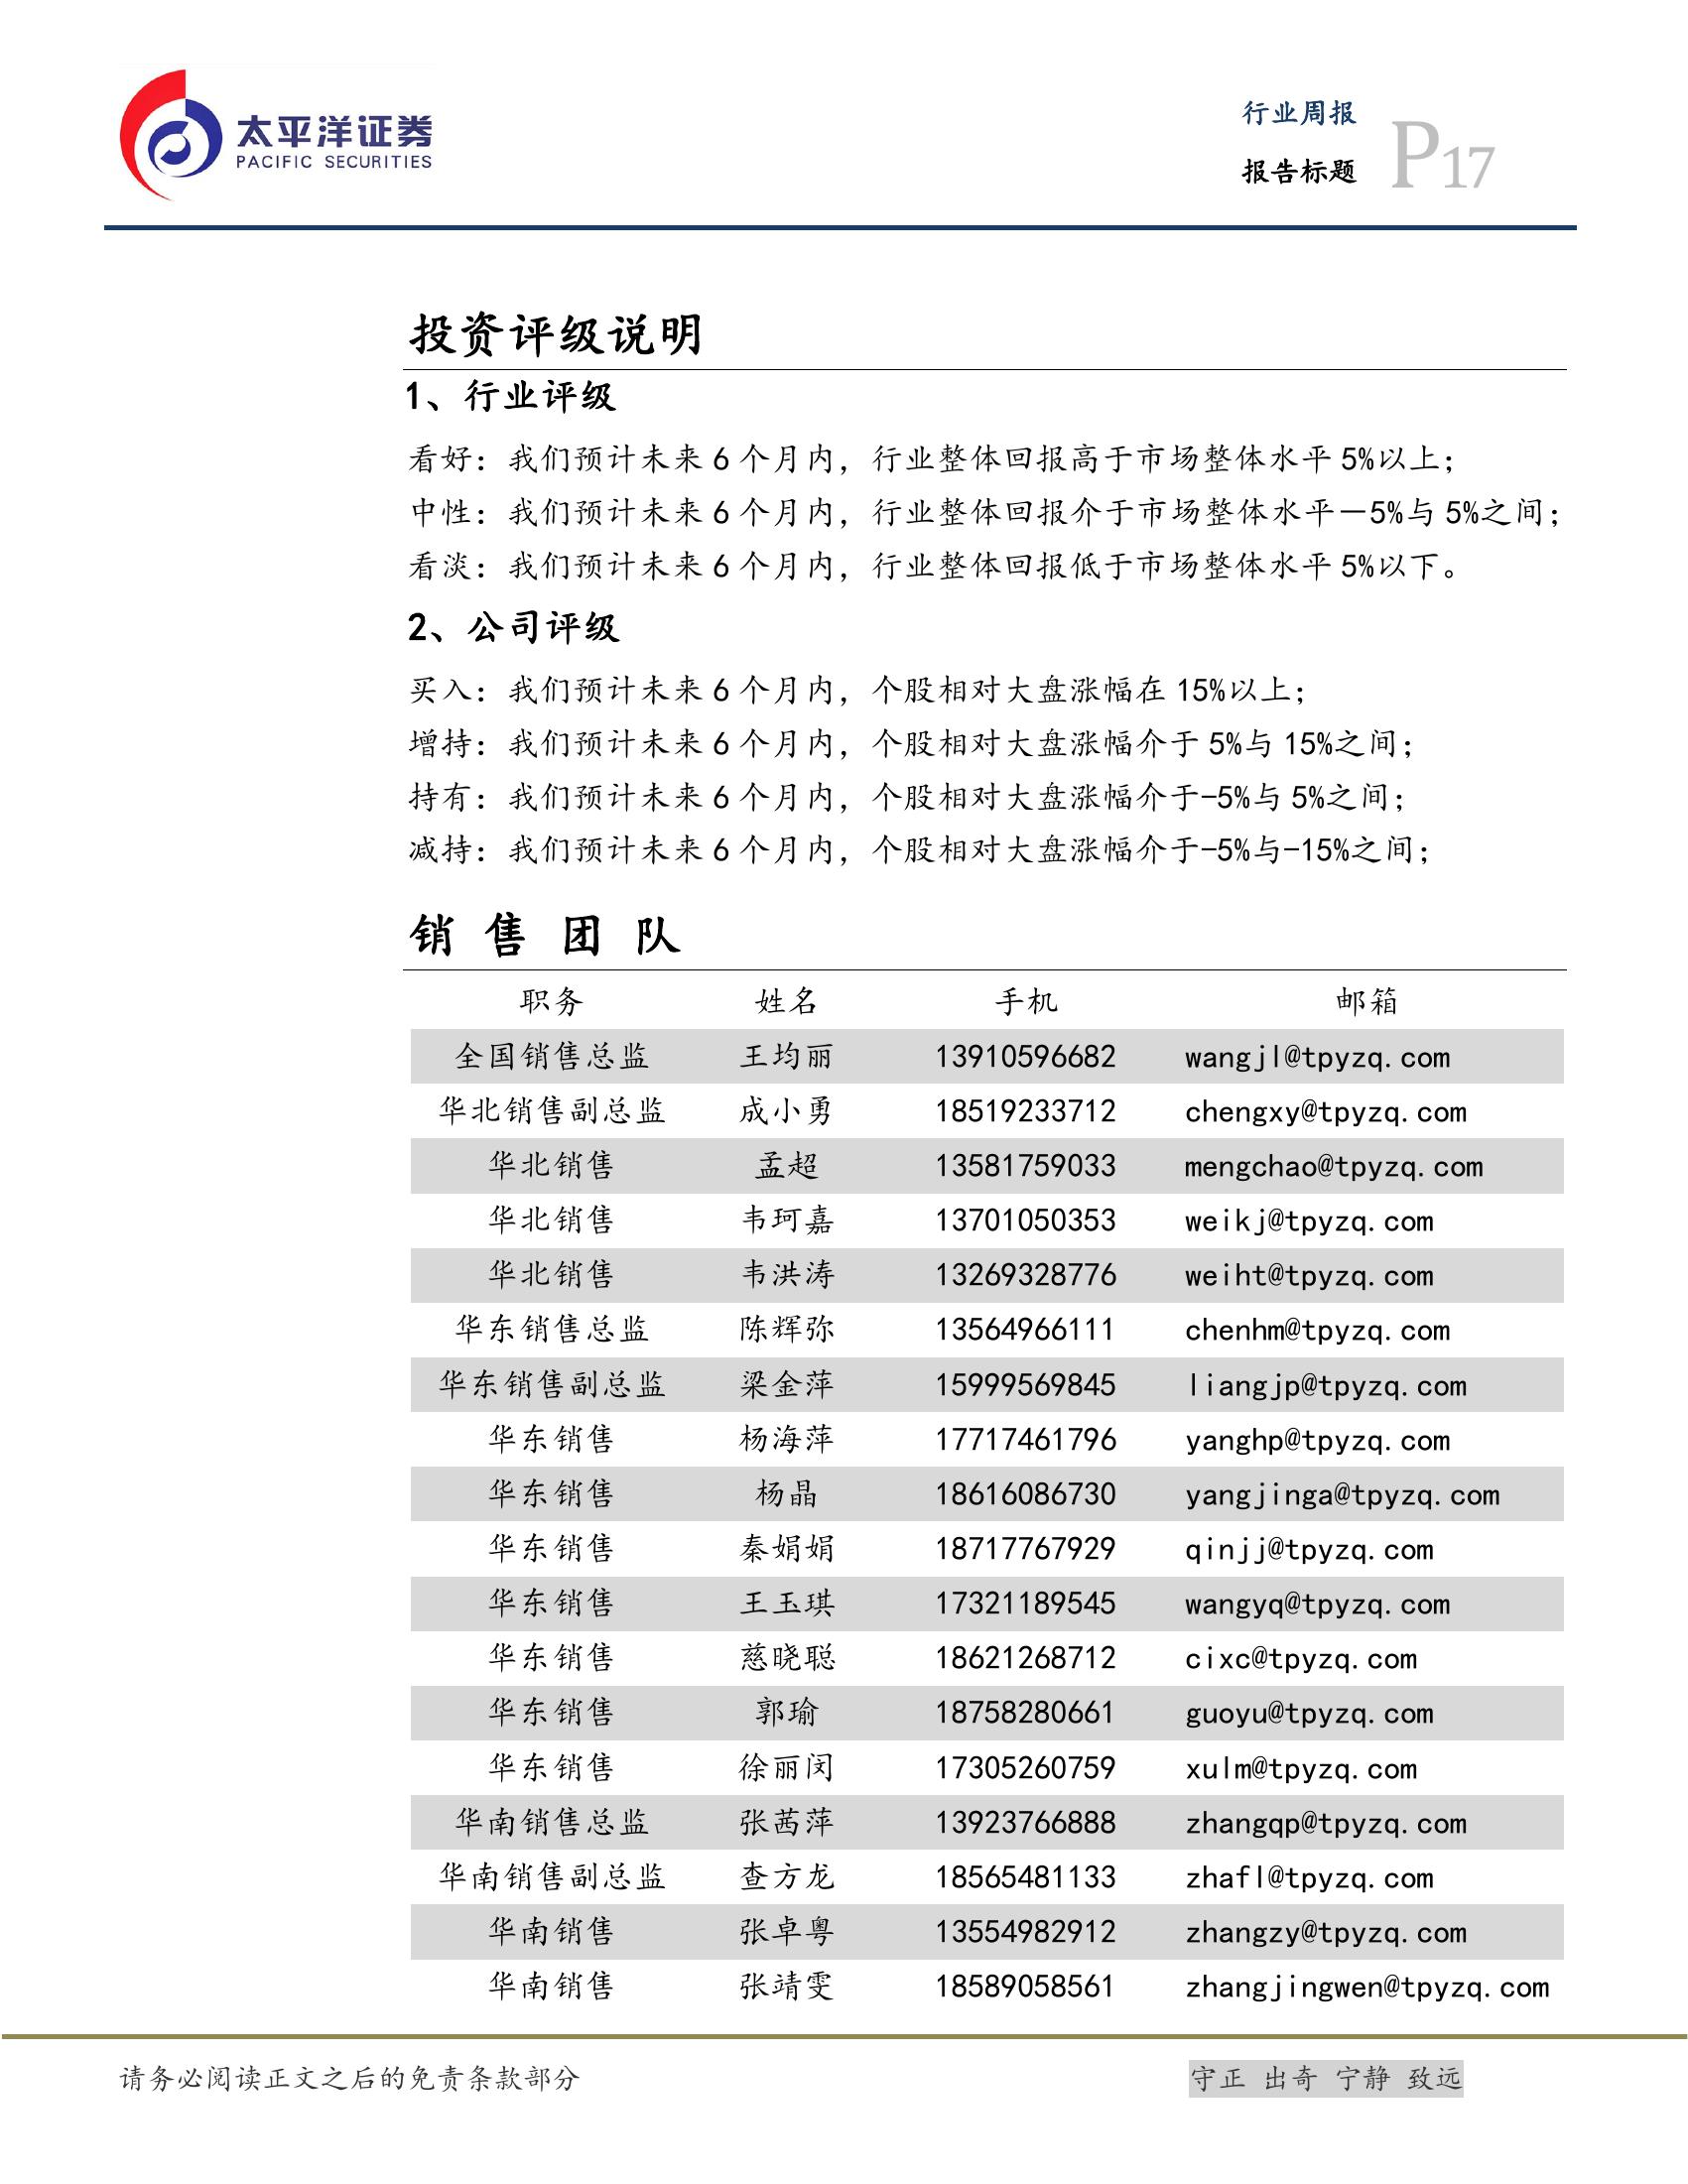 太平洋证券
PACIFIC SECURITIES
行业周报
报告标题
P17
投资评级说明
1、行业评级
看好：我们预计未来 6 个月内，行业整体回报高于市场整体水平 5%以上；
中性：我们预计未来 6 个月内，行业整体回报介于市场整体水平－5%与 5%之间；
看淡：我们预计未来 6 个月内，行业整体回报低于市场整体水平 5%以下。
2、公司评级
买入：我们预计未来 6 个月内，个股相对大盘涨幅在 15%以上；
增持：我们预计未来 6 个月内，个股相对大盘涨幅介于 5%与 15%之间；
持有：我们预计未来 6 个月内，个股相对大盘涨幅介于-5%与 5%之间；
减持：我们预计未来 6 个月内，个股相对大盘涨幅介于-5%与-15%之间；
销 售 团 队
职务 姓名 手机 邮箱
全国销售总监 王均丽 13910596682 wangjl@tpyzq.com
华北销售副总监 成小勇 18519233712 chengxy@tpyzq.com
华北销售 孟超 13581759033 mengchao@tpyzq.com
华北销售 韦珂嘉 13701050353 weikj@tpyzq.com
华北销售 韦洪涛 13269328776 weiht@tpyzq.com
华东销售总监 陈辉弥 13564966111 chenhm@tpyzq.com
华东销售副总监 梁金萍 15999569845 liangjp@tpyzq.com
华东销售 杨海萍 17717461796 yanghp@tpyzq.com
华东销售 杨晶 18616086730 yangjinga@tpyzq.com
华东销售 秦娟娟 18717767929 qinjj@tpyzq.com
华东销售 王玉琪 17321189545 wangyq@tpyzq.com
华东销售 慈晓聪 18621268712 cixc@tpyzq.com
华东销售 郭瑜 18758280661 guoyu@tpyzq.com
华东销售 徐丽闵 17305260759 xulm@tpyzq.com
华南销售总监 张茜萍 13923766888 zhangqp@tpyzq.com
华南销售副总监 查方龙 18565481133 zhafl@tpyzq.com
华南销售 张卓粤 13554982912 zhangzy@tpyzq.com
华南销售 张靖雯 18589058561 zhangjingwen@tpyzq.com
请务必阅读正文之后的免责条款部分
守正 出奇 宁静 致远